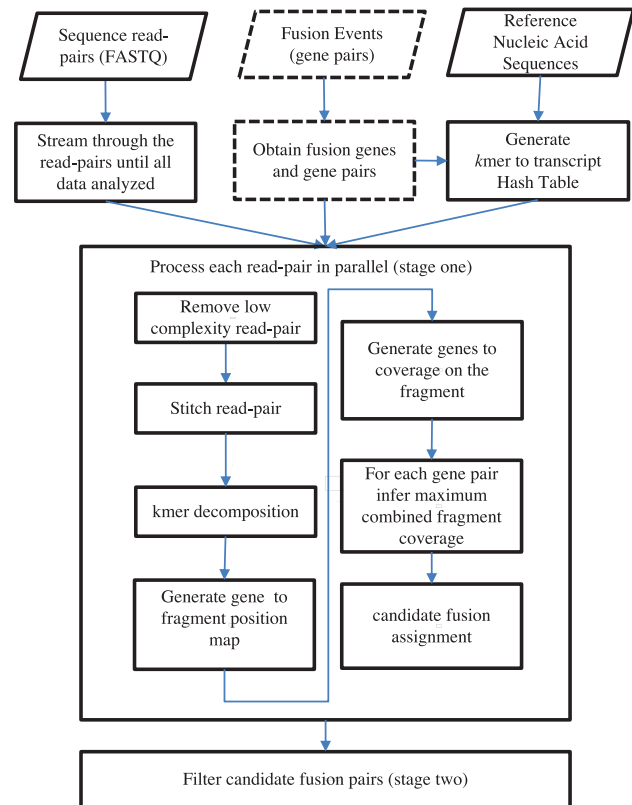 Sequence read-
pairs (FASTQ)
Fusion Events
(gene pairs)
Reference
Nucleic Acid
Sequences
Stream through the
read-pairs until all
data analyzed
Obtain fusion genes
and gene pairs
Generate
kmer to transcript
Hash Table
Process each read-pair in parallel (stage one)
Remove low
complexity read-pair
Stitch read-pair
kmer decomposition
Generate gene to
fragment position
map
Generate genes to
coverage on the
fragment
For each gene pair
infer maximum
combined fragment
coverage
candidate fusion
assignment
Filter candidate fusion pairs (stage two)